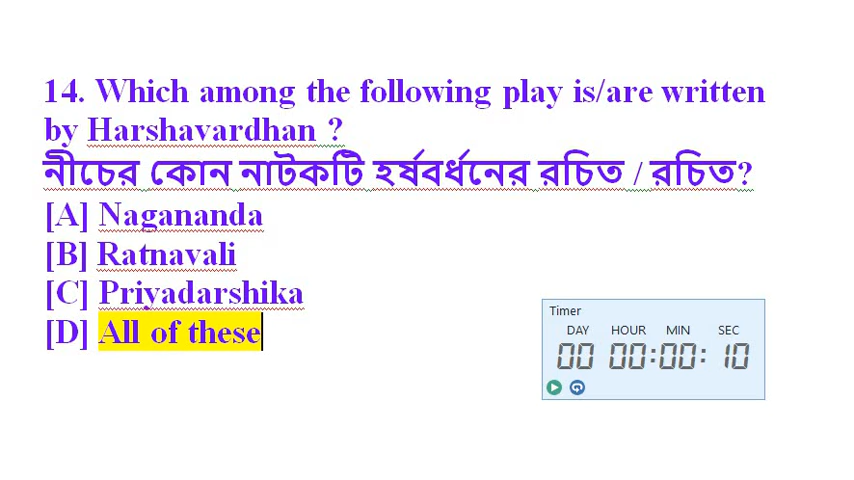 14. Which among the following play is/are written
by Harshavardhan ?
নীচের কোন নাটকটি হর্ষবর্ধনের রচিত / রচিত?
[A] Nagananda
[B] Ratnavali
[C] Priyadarshika
[D] All of these
Timer
DAY HOUR MIN SEC
00 00:00:10